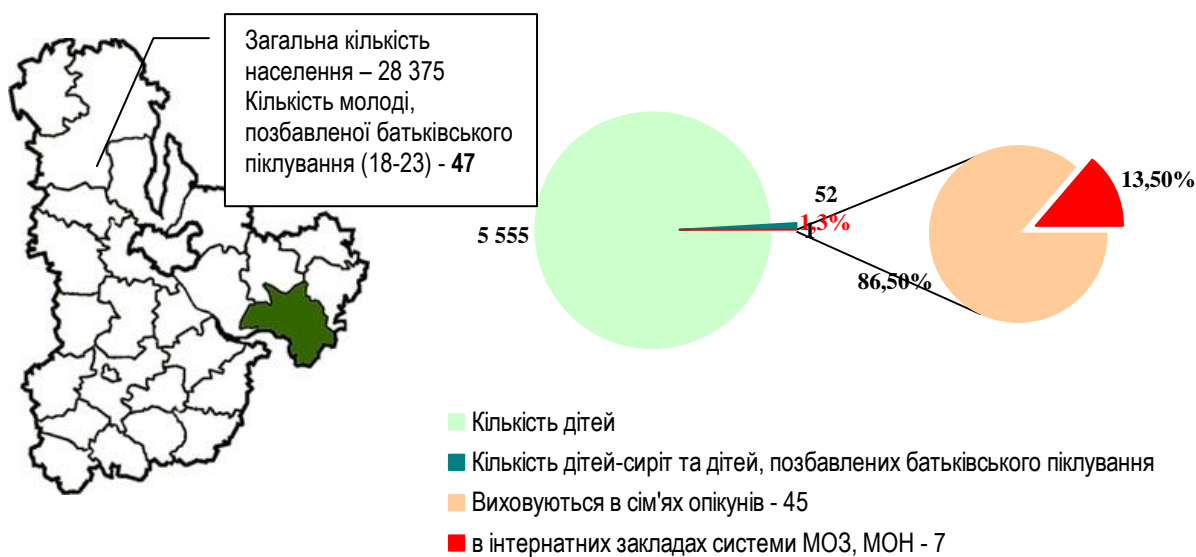 Загальна кількість
населення – 28 375
Кількість молоді,
позбавленої батьківського
піклування (18-23) - 47
13,50%
52
1,3%
1
5 555
86,50%
Кількість дітей
Кількість дітей-сиріт та дітей, позбавлених батьківського піклування
Виховуються в сім'ях опікунів - 45
в інтернатних закладах системи МОЗ, МОН - 7